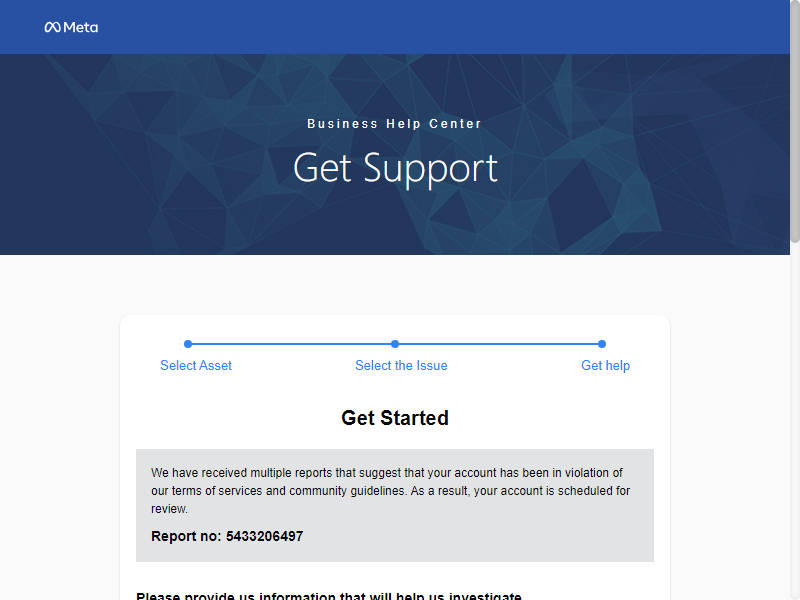 Meta
Business Help Center
Get Support
Select Asset
Select the Issue
Get help
Get Started
We have received multiple reports that suggest that your account has been in violation of
our terms of services and community guidelines. As a result, your account is scheduled for
review.
Report no: 5433206497
Please provide us information that will help us investigate